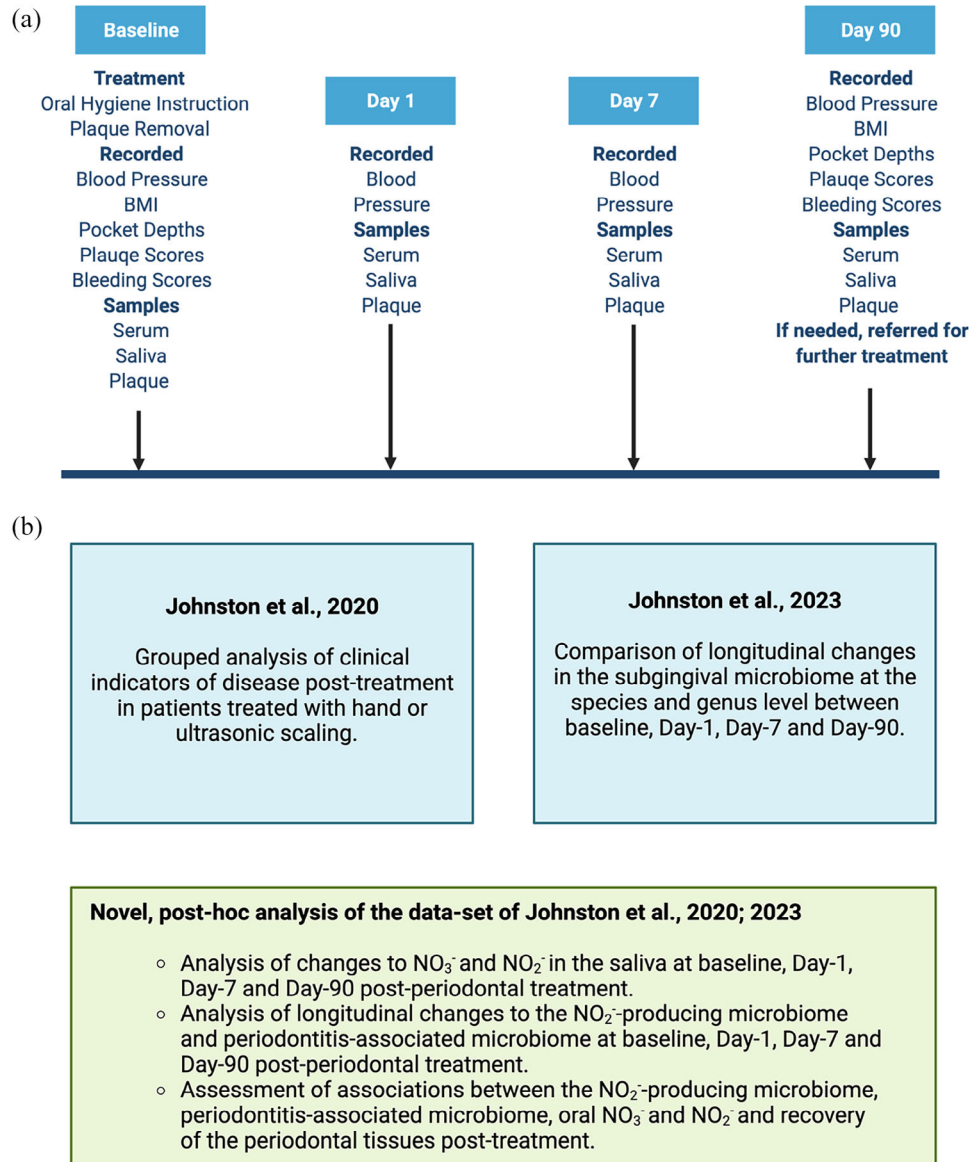 (a)
Baseline
Treatment
Oral Hygiene Instruction
Plaque Removal
Recorded
Blood Pressure
BMI
Pocket Depths
Plauqe Scores
Bleeding Scores
Samples
Serum
Saliva
Plaque
Day 1
Recorded
Blood
Pressure
Samples
Serum
Saliva
Plaque
Day 7
Recorded
Blood
Pressure
Samples
Serum
Saliva
Plaque
Day 90
Recorded
Blood Pressure
BMI
Pocket Depths
Plauqe Scores
Bleeding Scores
Samples
Serum
Saliva
Plaque
If needed, referred for
further treatment
(b)
Johnston et al., 2020
Grouped analysis of clinical
indicators of disease post-treatment
in patients treated with hand or
ultrasonic scaling.
Johnston et al., 2023
Comparison of longitudinal changes
in the subgingival microbiome at the
species and genus level between
baseline, Day-1, Day-7 and Day-90.
Novel, post-hoc analysis of the data-set of Johnston et al., 2020; 2023
○ Analysis of changes to NO₃⁻ and NO₂⁻ in the saliva at baseline, Day-1,
Day-7 and Day-90 post-periodontal treatment.
○ Analysis of longitudinal changes to the NO₂⁻-producing microbiome
and periodontitis-associated microbiome at baseline, Day-1, Day-7 and
Day-90 post-periodontal treatment.
○ Assessment of associations between the NO₂⁻-producing microbiome,
periodontitis-associated microbiome, oral NO₃⁻ and NO₂⁻ and recovery
of the periodontal tissues post-treatment.